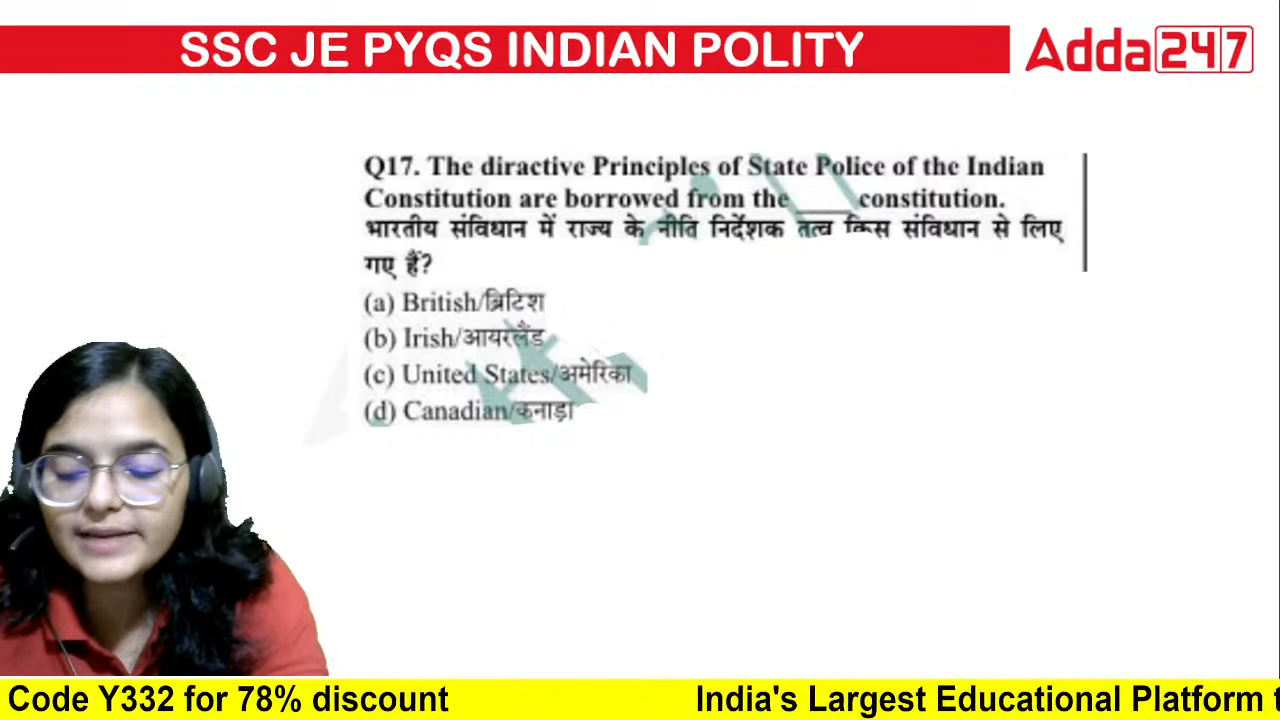 SSC JE PYQS INDIAN POLITY
Adda247
Q17. The diractive Principles of State Police of the Indian
Constitution are borrowed from the ____ constitution.
भारतीय संविधान में राज्य के नीति निर्देशक तत्व किस संविधान से लिए
गए हैं?
(a) British/ब्रिटिश
(b) Irish/आयरलैंड
(c) United States/अमेरिका
(d) Canadian/कनाड़ा
Code Y332 for 78% discount
India's Largest Educational Platform t